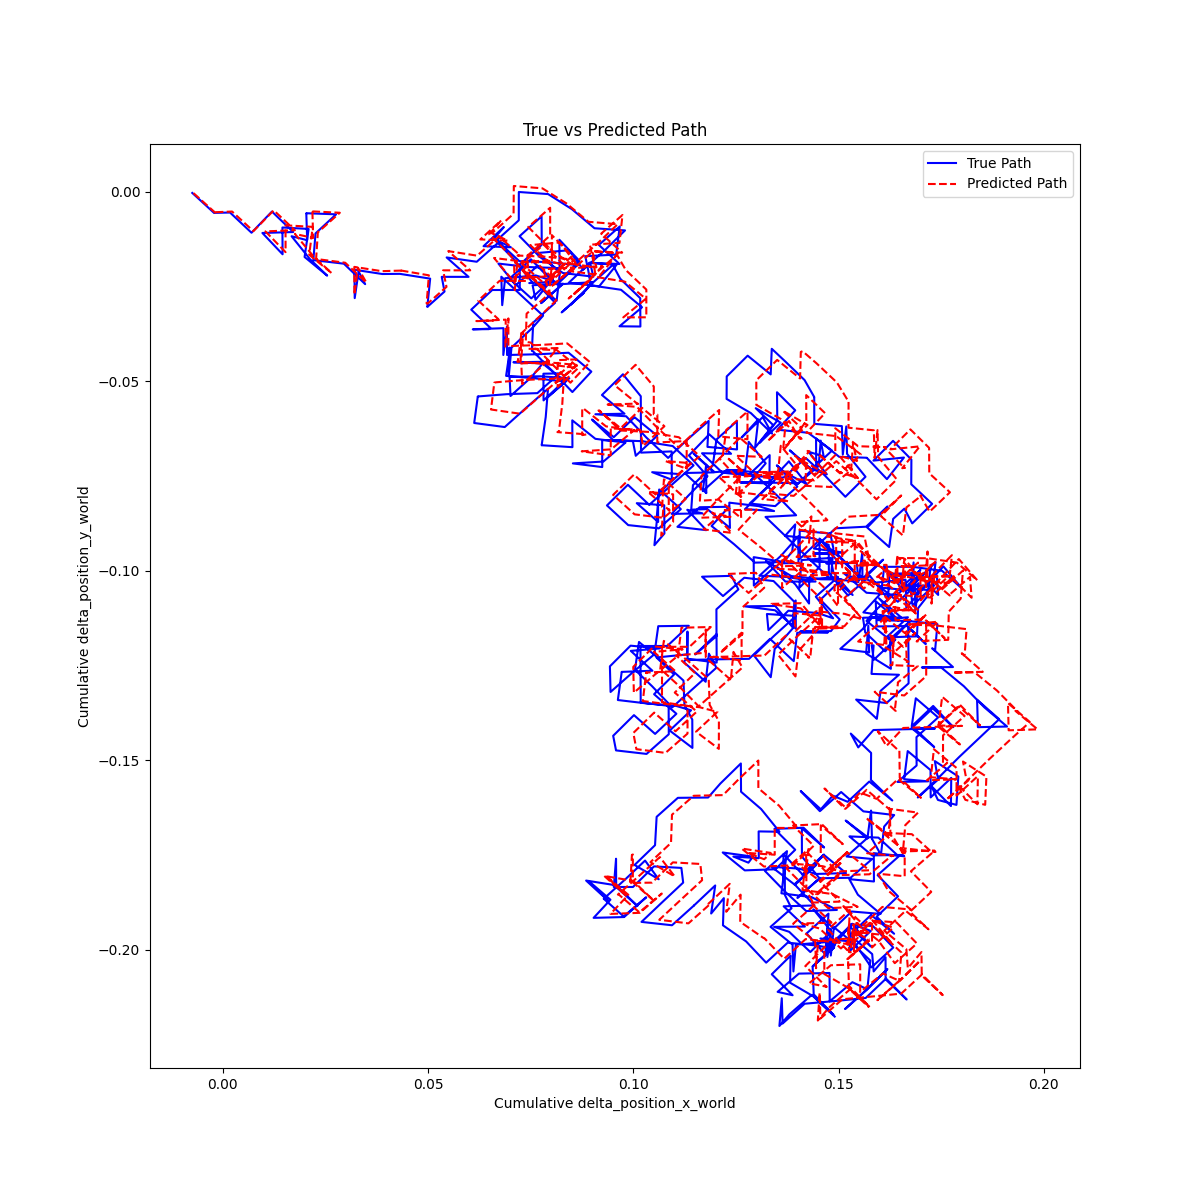 True vs Predicted Path
True Path
Predicted Path
0.00
−0.05
−0.10
−0.15
−0.20
Cumulative delta_position_y_world
0.00
0.05
0.10
0.15
0.20
Cumulative delta_position_x_world